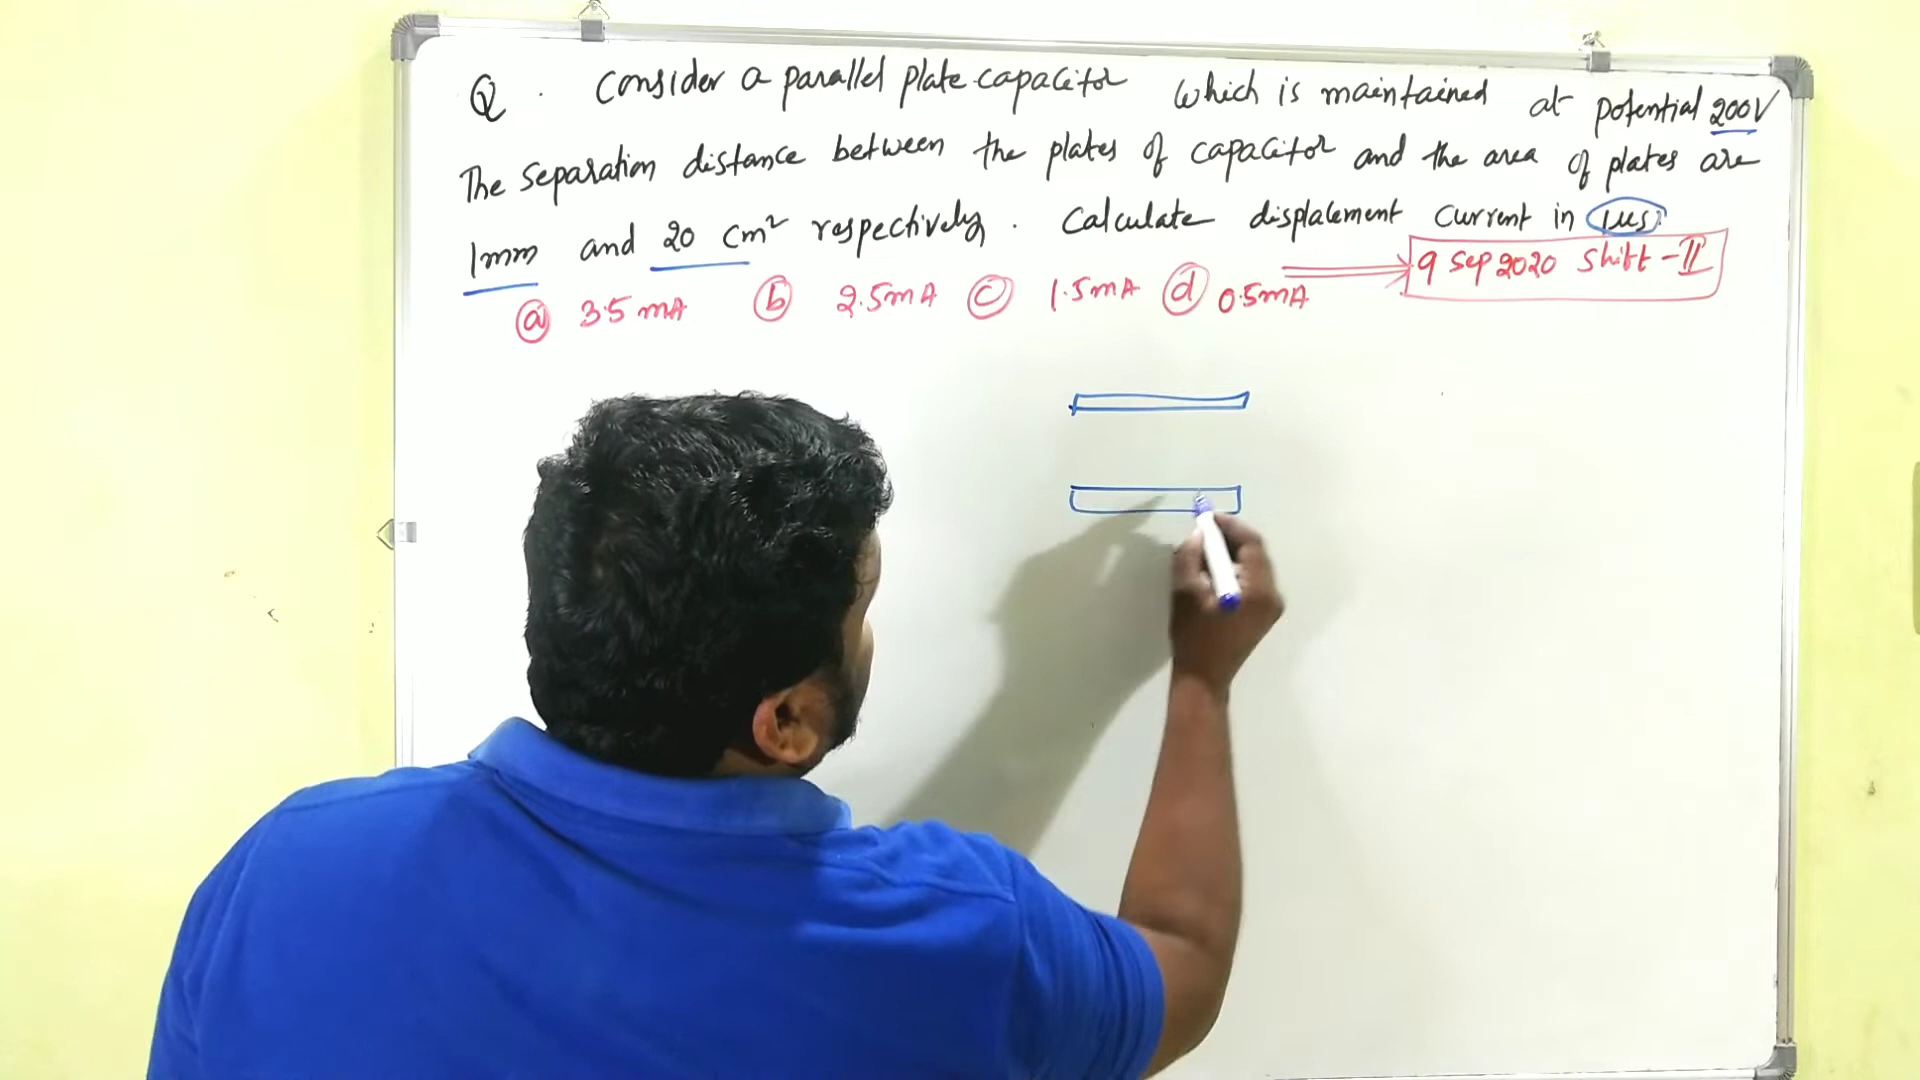 Q. Consider a parallel plate capacitor which is maintained at potential 200V
The separation distance between the plates of capacitor and the area of plates are
1mm and 20 cm² respectively. Calculate displacement current in 1μs.
9 Sep 2020 Shift-II
ⓐ 3.5 mA ⓑ 2.5mA ⓒ 1.5mA ⓓ 0.5mA